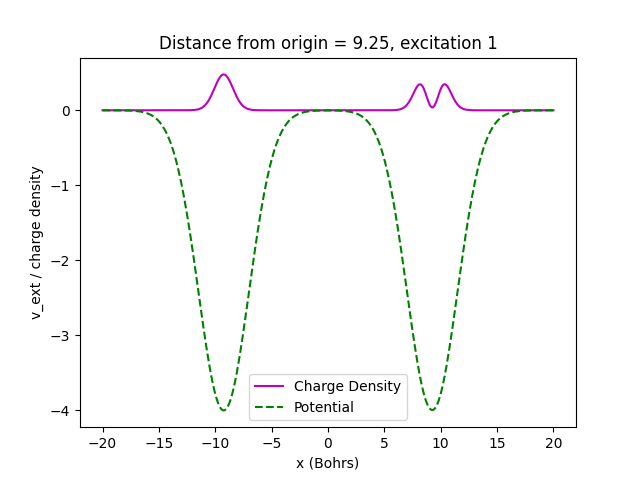 Distance from origin = 9.25, excitation 1
v_ext / charge density
0
−1
−2
−3
−4
Charge Density
Potential
−20 −15 −10 −5 0 5 10 15 20
x (Bohrs)